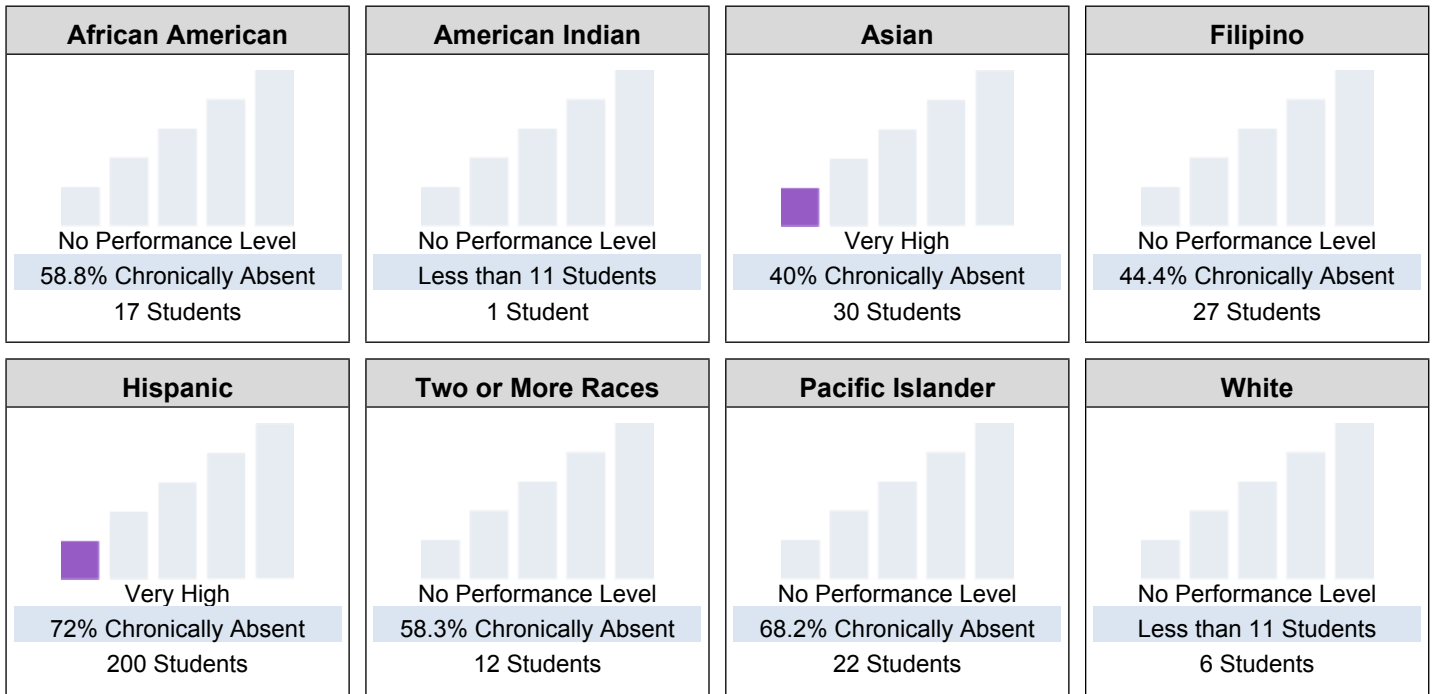 African American
No Performance Level
58.8% Chronically Absent
17 Students
American Indian
No Performance Level
Less than 11 Students
1 Student
Asian
Very High
40% Chronically Absent
30 Students
Filipino
No Performance Level
44.4% Chronically Absent
27 Students
Hispanic
Very High
72% Chronically Absent
200 Students
Two or More Races
No Performance Level
58.3% Chronically Absent
12 Students
Pacific Islander
No Performance Level
68.2% Chronically Absent
22 Students
White
No Performance Level
Less than 11 Students
6 Students